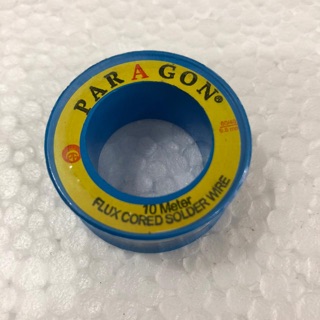 PARAGON®
10 Meter
FLUX CORED SOLDER WIRE